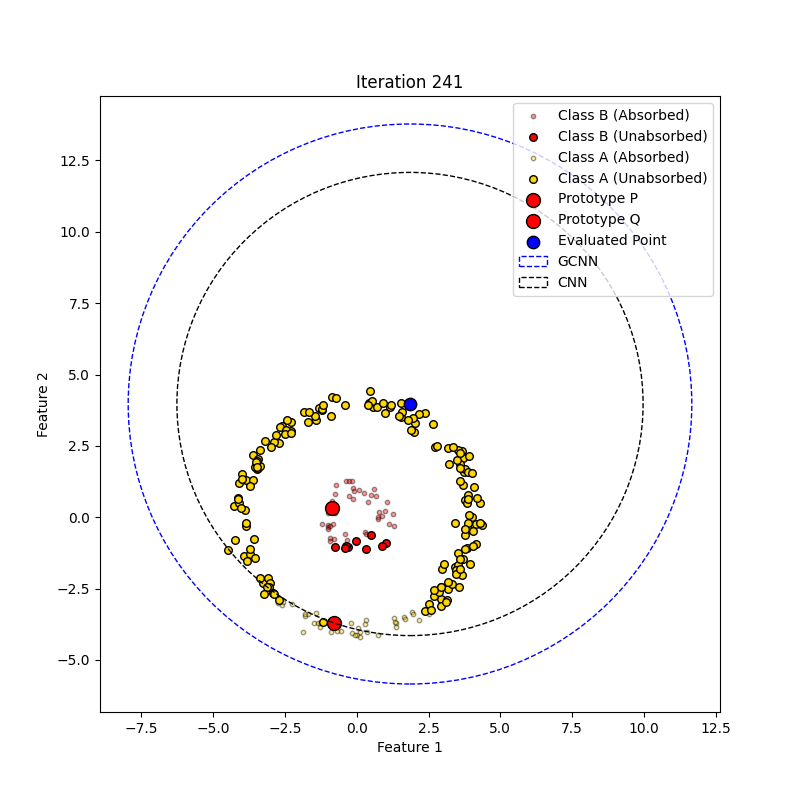 Iteration 241
Class B (Absorbed)
Class B (Unabsorbed)
Class A (Absorbed)
Class A (Unabsorbed)
Prototype P
Prototype Q
Evaluated Point
GCNN
CNN
12.5
10.0
7.5
5.0
2.5
0.0
−2.5
−5.0
Feature 2
−7.5 −5.0 −2.5 0.0 2.5 5.0 7.5 10.0 12.5
Feature 1